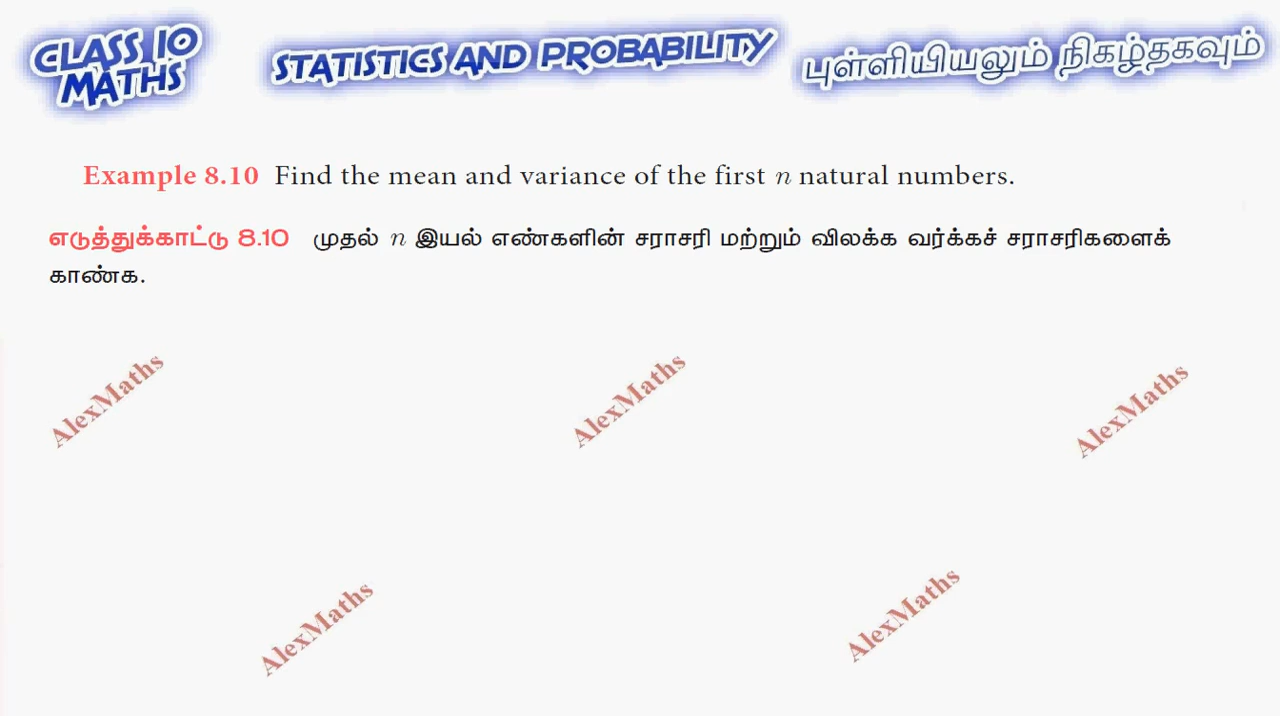 CLASS 10
MATHS
STATISTICS AND PROBABILITY
புள்ளியியலும் நிகழ்தகவும்
Example 8.10 Find the mean and variance of the first n natural numbers.
எடுத்துக்காட்டு 8.10 முதல் n இயல் எண்களின் சராசரி மற்றும் விலக்க வர்க்கச் சராசரிகளைக்
காண்க.
AlexMaths
AlexMaths
AlexMaths
AlexMaths
AlexMaths